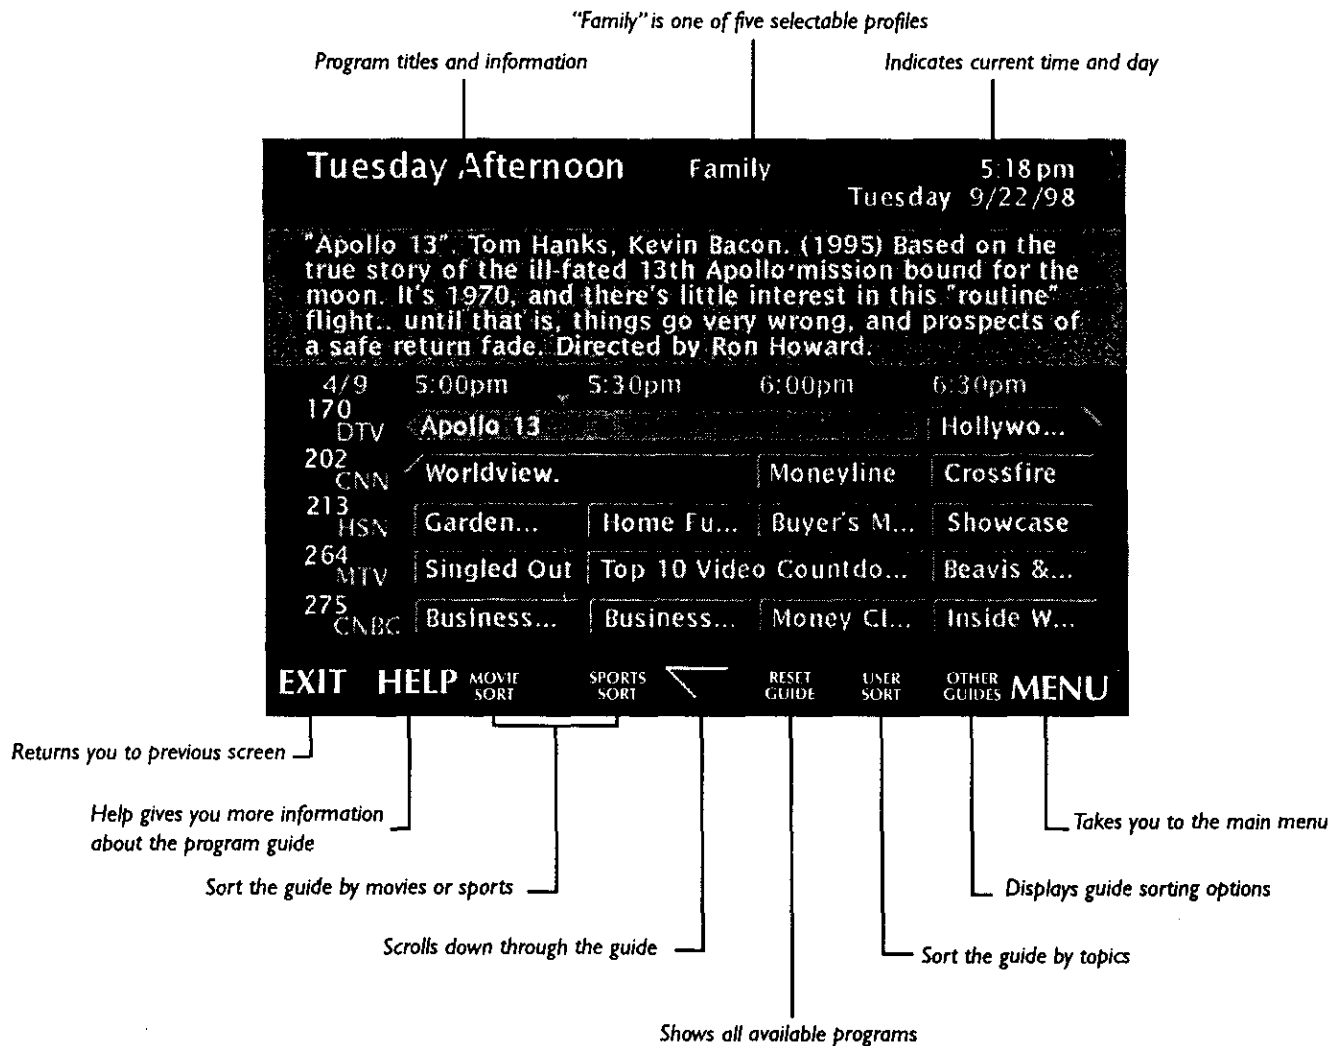 "Family" is one of five selectable profiles
Program titles and information
Indicates current time and day
Tuesday Afternoon Family 5:18pm
Tuesday 9/22/98
"Apollo 13". Tom Hanks, Kevin Bacon. (1995) Based on the
true story of the ill-fated 13th Apollo mission bound for the
moon. It's 1970, and there's little interest in this "routine"
flight.. until that is, things go very wrong, and prospects of
a safe return fade. Directed by Ron Howard.
4/9 5:00pm 5:30pm 6:00pm 6:30pm
170 DTV Apollo 13 Hollywo...
202 CNN Worldview. Moneyline Crossfire
213 HSN Garden... Home Fu... Buyer's M... Showcase
264 MTV Singled Out Top 10 Video Countdo... Beavis &...
275 CNBC Business... Business... Money Cl... Inside W...
EXIT HELP MOVIE SORT SPORTS SORT RESET GUIDE USER SORT OTHER GUIDES MENU
Returns you to previous screen
Help gives you more information
about the program guide
Takes you to the main menu
Sort the guide by movies or sports
Displays guide sorting options
Scrolls down through the guide
Sort the guide by topics
Shows all available programs